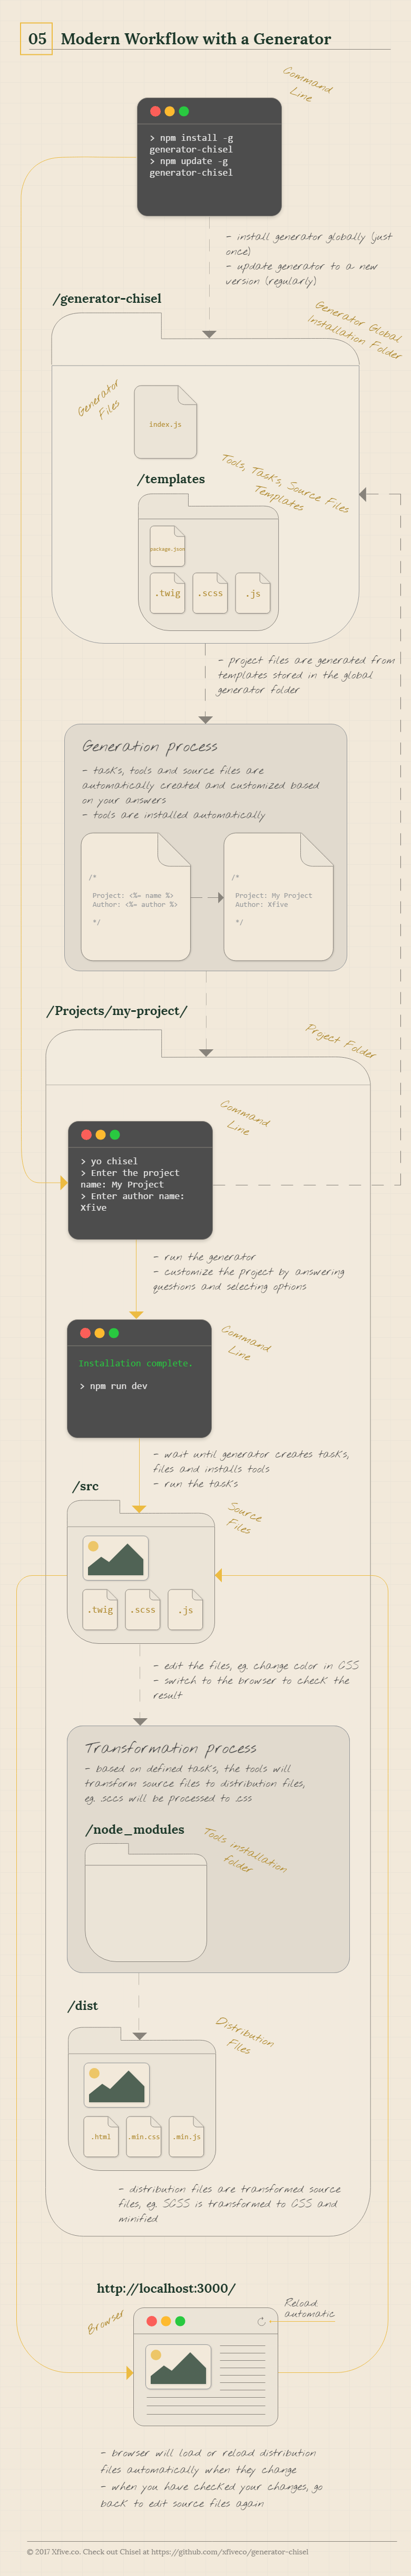 05 Modern Workflow with a Generator
Command
Line
> npm install -g
generator-chisel
> npm update -g
generator-chisel
- install generator globally (just
once)
- update generator to a new
version (regularly)
/generator-chisel
Generator Global
Installation Folder
Generator
Files
index.js
/templates
Tools, Tasks, Source Files
Templates
package.json
.twig .scss .js
- project files are generated from
templates stored in the global
generator folder
Generation process
- tasks, tools and source files are
automatically created and customized based
on your answers
- tools are installed automatically
/*
Project: <%= name %>
Author: <%= author %>
*/
/*
Project: My Project
Author: Xfive
*/
/Projects/my-project/
Project Folder
Command
Line
> yo chisel
> Enter the project
name: My Project
> Enter author name:
Xfive
- run the generator
- customize the project by answering
questions and selecting options
Command
Line
Installation complete.
> npm run dev
- wait until generator creates tasks,
files and installs tools
- run the tasks
/src
Source
Files
.twig .scss .js
- edit the files, eg. change color in CSS
- switch to the browser to check the
result
Transformation process
- based on defined tasks, the tools will
transform source files to distribution files,
eg. .sccs will be processed to .css
/node_modules
Tools installation
folder
/dist
Distribution
Files
.html .min.css .min.js
- distribution files are transformed source
files, eg. SCSS is transformed to CSS and
minified
http://localhost:3000/
Browser
Reload
automatic
- browser will load or reload distribution
files automatically when they change
- when you have checked your changes, go
back to edit source files again
© 2017 Xfive.co. Check out Chisel at https://github.com/xfiveco/generator-chisel